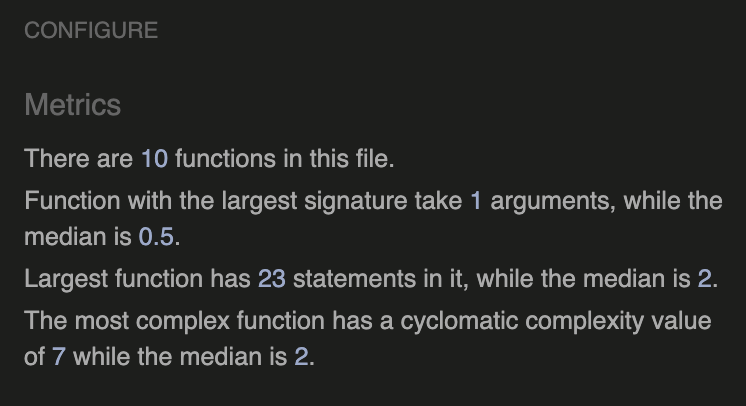 CONFIGURE
Metrics
There are 10 functions in this file.
Function with the largest signature take 1 arguments, while the
median is 0.5.
Largest function has 23 statements in it, while the median is 2.
The most complex function has a cyclomatic complexity value
of 7 while the median is 2.